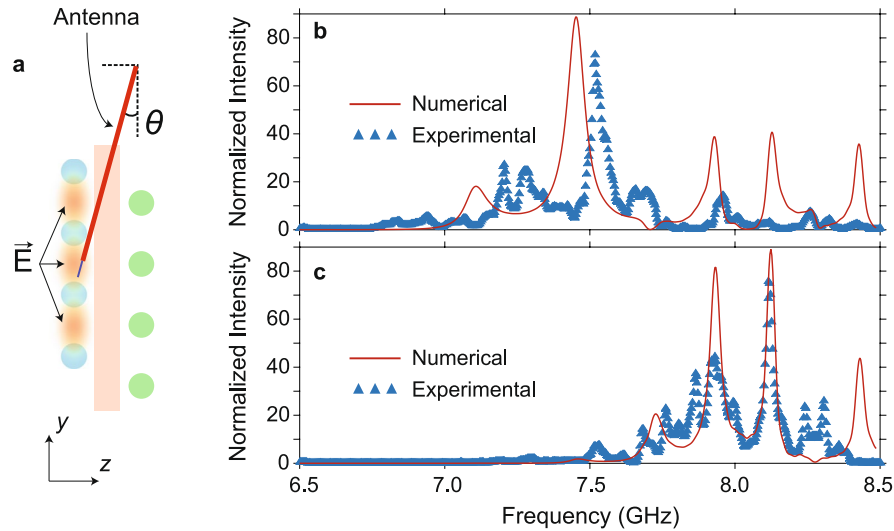 Antenna
a
θ
E
y
z
b
Normalized Intensity
80
60
40
20
0
Numerical
Experimental
c
Normalized Intensity
80
60
40
20
0
Numerical
Experimental
6.5 7.0 7.5 8.0 8.5
Frequency (GHz)